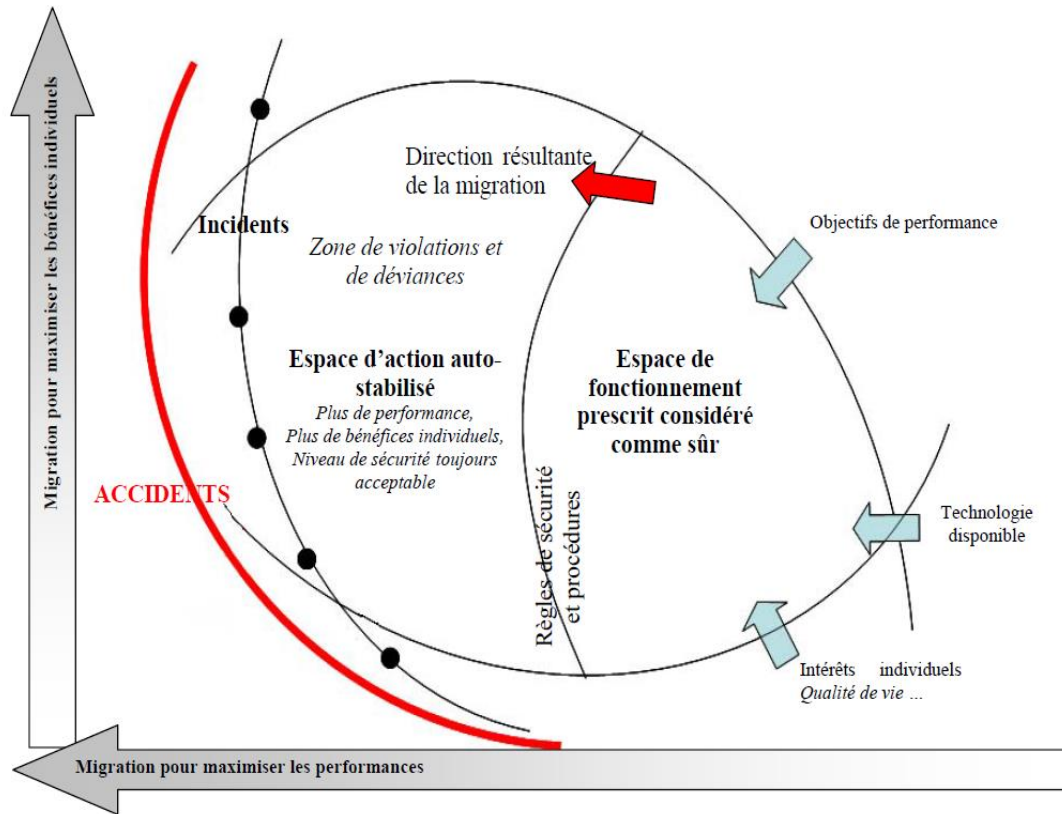 Migration pour maximiser les bénéfices individuels
Direction résultante
de la migration
Objectifs de performance
Incidents
Zone de violations et
de déviances
Espace d’action auto-
stabilisé
Plus de performance,
Plus de bénéfices individuels,
Niveau de sécurité toujours
acceptable
Espace de
fonctionnement
prescrit considéré
comme sûr
ACCIDENTS
Règles de sécurité
et procédures
Technologie
disponible
Intérêts individuels
Qualité de vie ...
Migration pour maximiser les performances